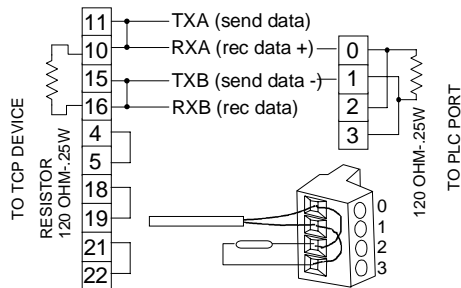 11 TXA (send data)
10 RXA (rec data +) 0
15 TXB (send data -) 1
16 RXB (rec data) 2
4 3
5
18
19
21
22
TO TCP DEVICE
RESISTOR
120 OHM-.25W
120 OHM-.25W
TO PLC PORT
0
1
2
3